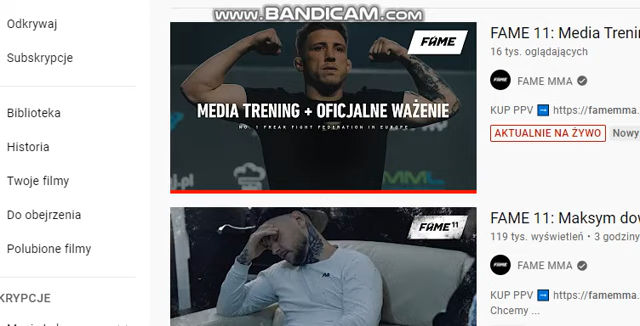 www.BANDICAM.com
Odkrywaj
Subskrypcje
Biblioteka
Historia
Twoje filmy
Do obejrzenia
Polubione filmy
KRYPCJE
FAME
MEDIA TRENING + OFICJALNE WAŻENIE
NO. 1 FREAK FIGHT FEDERATION IN EUROPE
FAME 11: Media Treni
16 tys. oglądających
FAME MMA
KUP PPV ➡ https://famemma.
AKTUALNIE NA ŻYWO Nowy
FAME 11
FAME 11: Maksym dov
119 tys. wyświetleń • 3 godziny
FAME MMA
KUP PPV ➡ https://famemma.
Chcemy ...